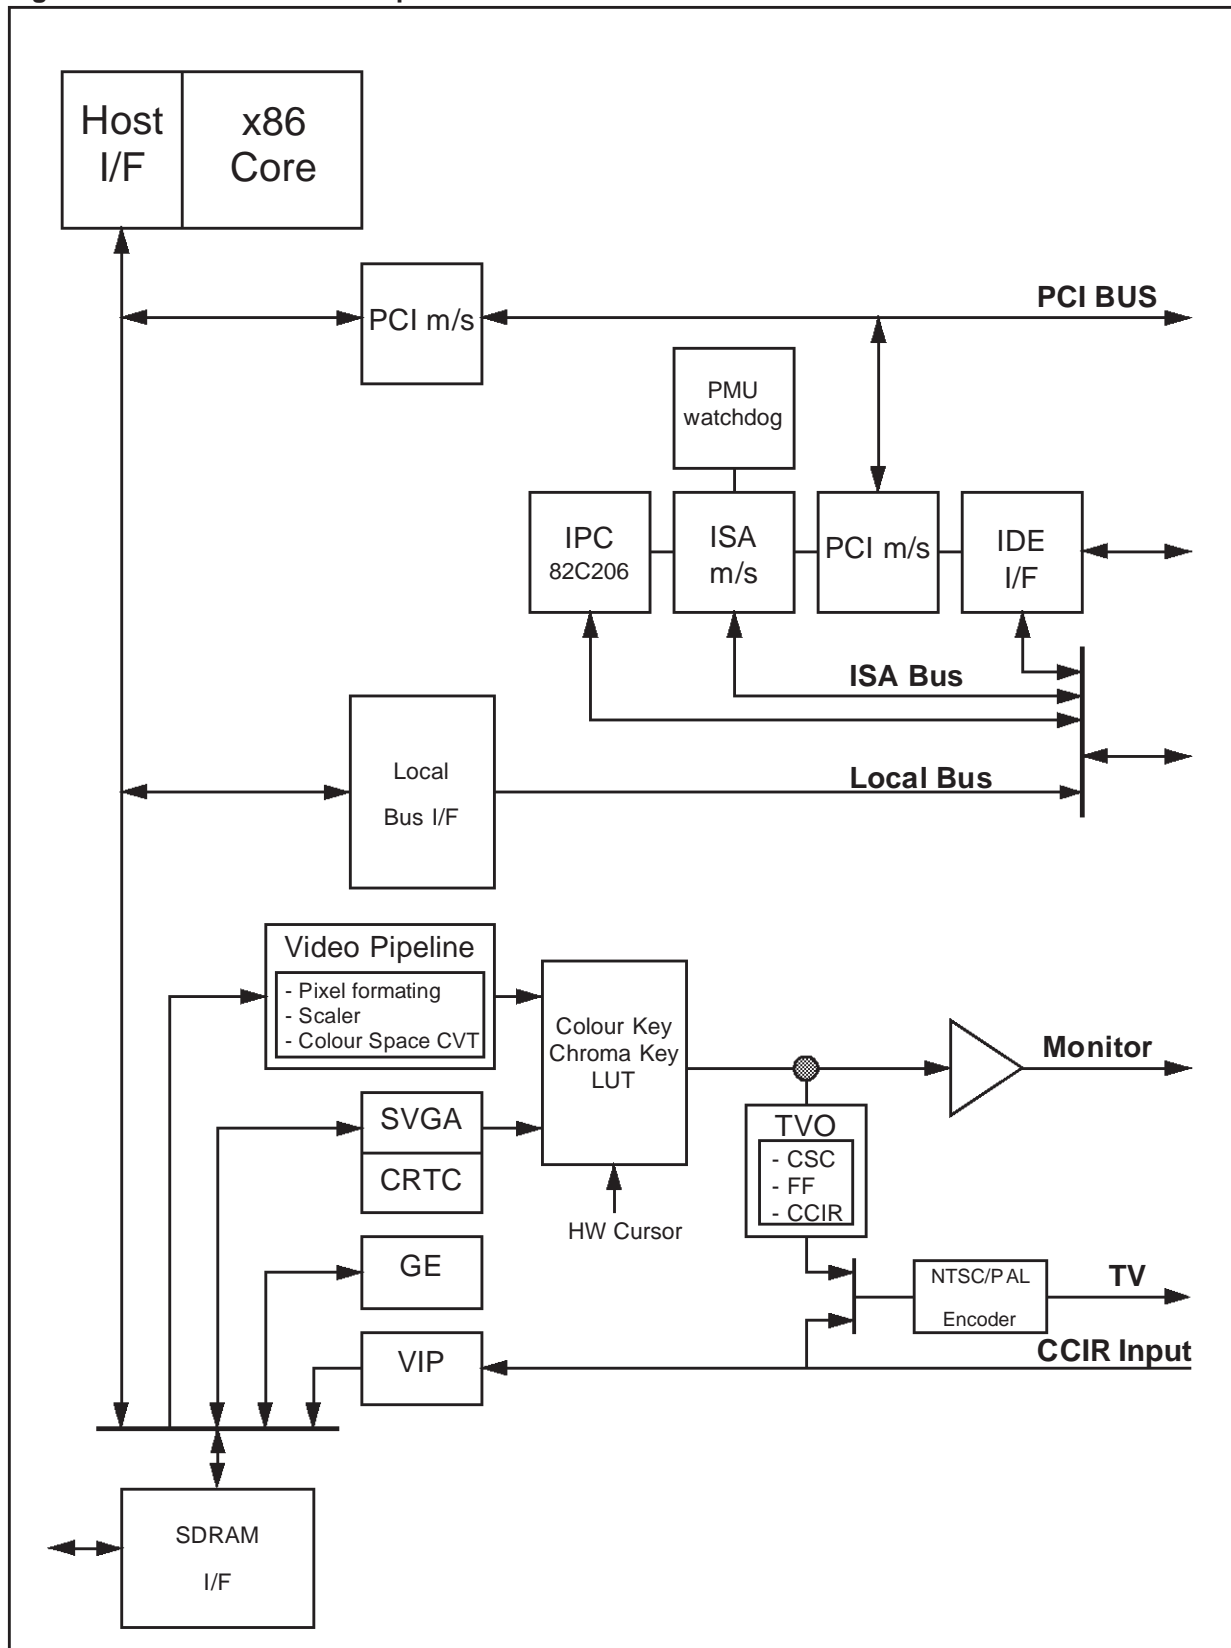 Host
I/F
x86
Core
PCI m/s
PCI BUS
PMU
watchdog
IPC
82C206
ISA
m/s
PCI m/s
IDE
I/F
ISA Bus
Local
Bus I/F
Local Bus
Video Pipeline
- Pixel formating
- Scaler
- Colour Space CVT
Colour Key
Chroma Key
LUT
Monitor
SVGA
CRTC
TVO
- CSC
- FF
- CCIR
HW Cursor
GE
NTSC/PAL
Encoder
TV
VIP
CCIR Input
SDRAM
I/F